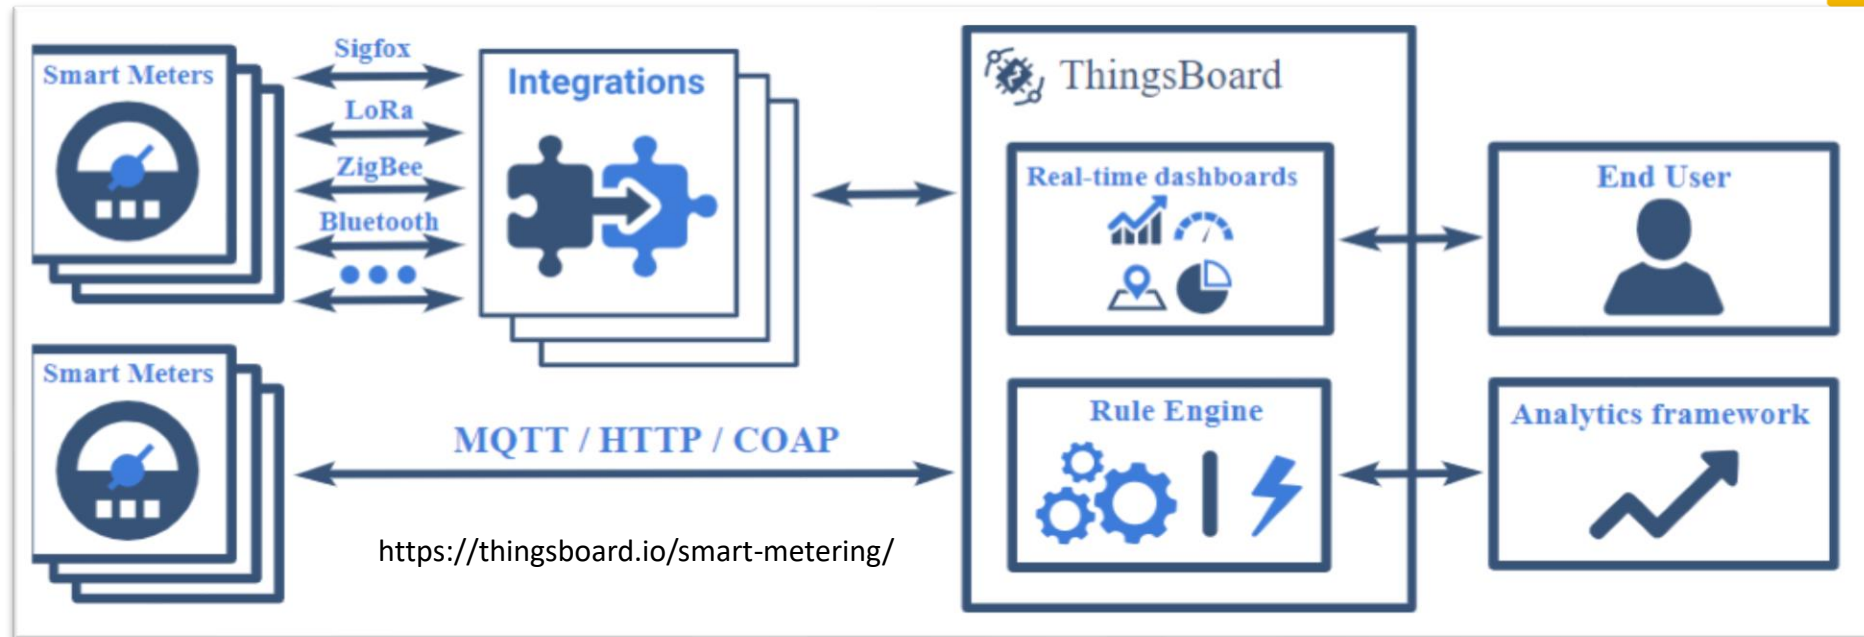 Smart Meters
Sigfox
LoRa
ZigBee
Bluetooth
Integrations
ThingsBoard
Real-time dashboards
End User
Smart Meters
MQTT / HTTP / COAP
Rule Engine
Analytics framework
https://thingsboard.io/smart-metering/